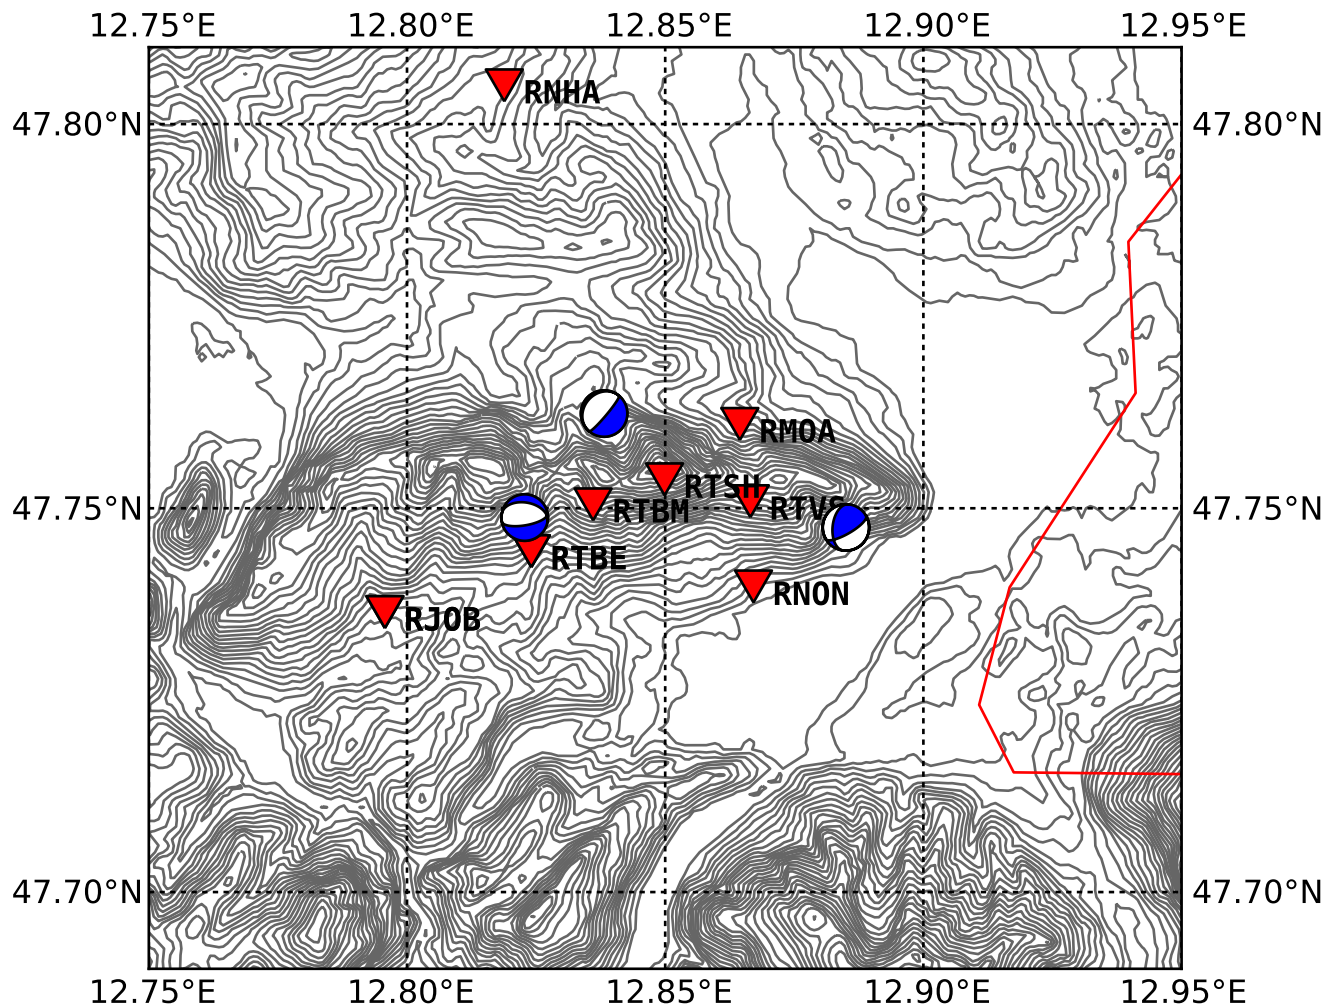 12.75°E 12.80°E 12.85°E 12.90°E 12.95°E
RNHA
47.80°N 47.80°N
RMOA
RTSH
47.75°N RTBM RTVS 47.75°N
RTBE
RNON
RJOB
47.70°N 47.70°N
12.75°E 12.80°E 12.85°E 12.90°E 12.95°E